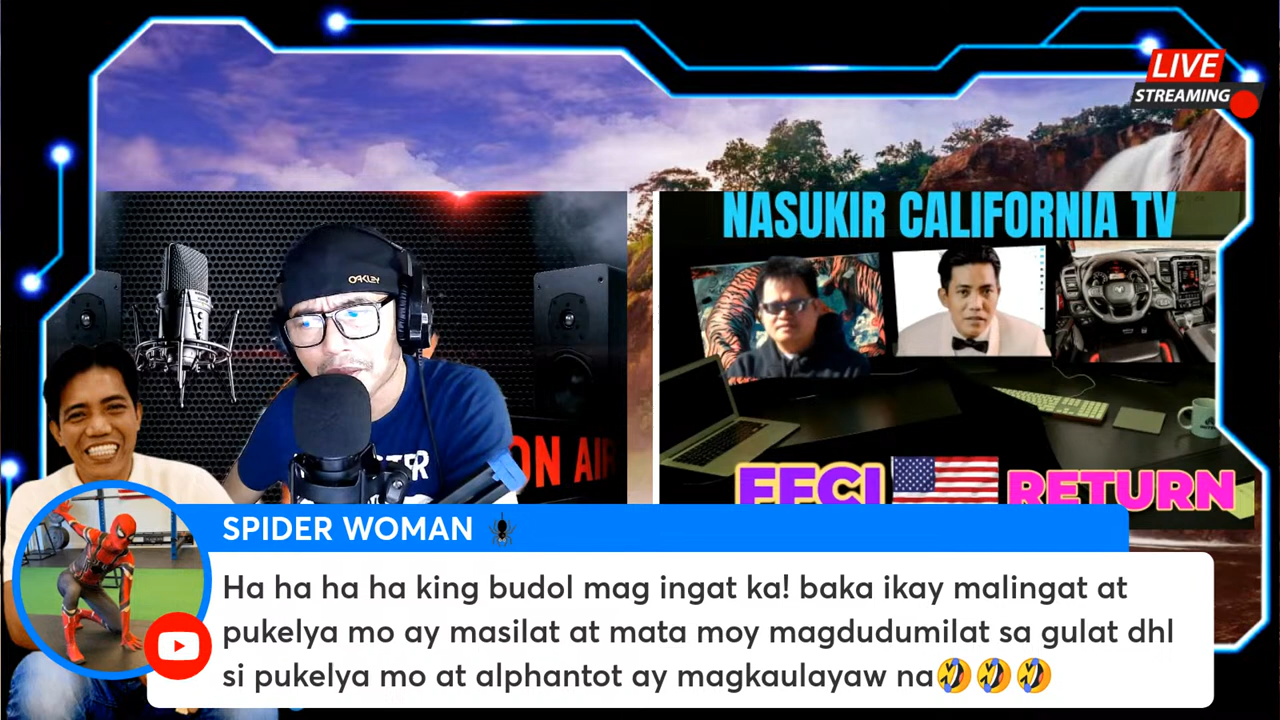 LIVE
STREAMING
NASUKIR CALIFORNIA TV
OAKLEY
ON AIR
EFCI RETURN
SPIDER WOMAN
Ha ha ha ha king budol mag ingat ka! baka ikay malingat at
pukelya mo ay masilat at mata moy magdudumilat sa gulat dhl
si pukelya mo at alphantot ay magkaulayaw na🤣🤣🤣